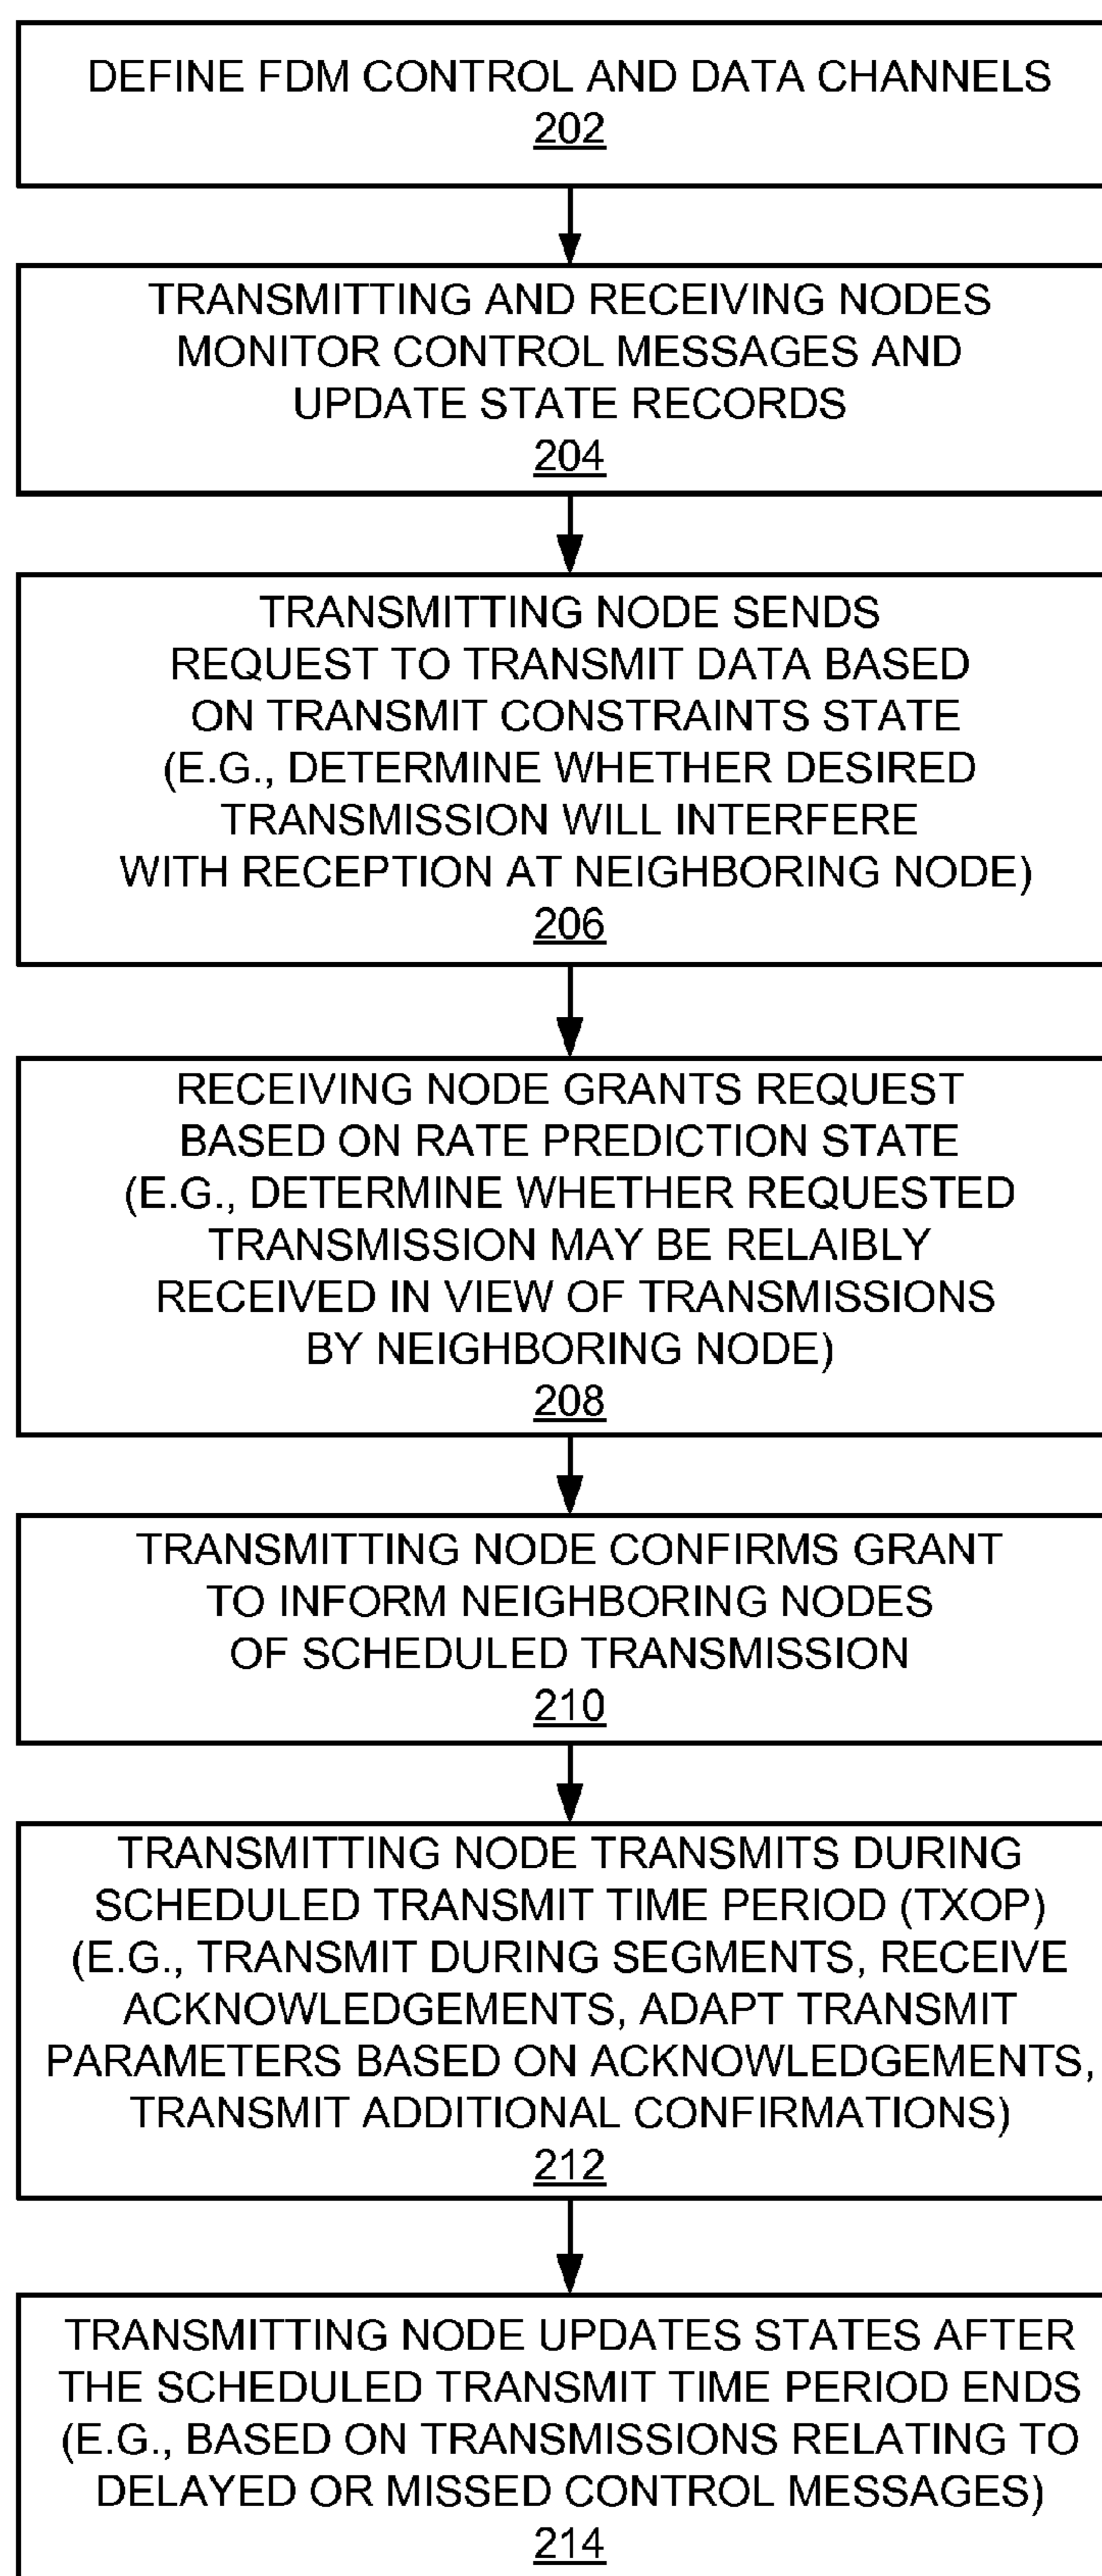 DEFINE FDM CONTROL AND DATA CHANNELS
202
TRANSMITTING AND RECEIVING NODES
MONITOR CONTROL MESSAGES AND
UPDATE STATE RECORDS
204
TRANSMITTING NODE SENDS
REQUEST TO TRANSMIT DATA BASED
ON TRANSMIT CONSTRAINTS STATE
(E.G., DETERMINE WHETHER DESIRED
TRANSMISSION WILL INTERFERE
WITH RECEPTION AT NEIGHBORING NODE)
206
RECEIVING NODE GRANTS REQUEST
BASED ON RATE PREDICTION STATE
(E.G., DETERMINE WHETHER REQUESTED
TRANSMISSION MAY BE RELAIBLY
RECEIVED IN VIEW OF TRANSMISSIONS
BY NEIGHBORING NODE)
208
TRANSMITTING NODE CONFIRMS GRANT
TO INFORM NEIGHBORING NODES
OF SCHEDULED TRANSMISSION
210
TRANSMITTING NODE TRANSMITS DURING
SCHEDULED TRANSMIT TIME PERIOD (TXOP)
(E.G., TRANSMIT DURING SEGMENTS, RECEIVE
ACKNOWLEDGEMENTS, ADAPT TRANSMIT
PARAMETERS BASED ON ACKNOWLEDGEMENTS,
TRANSMIT ADDITIONAL CONFIRMATIONS)
212
TRANSMITTING NODE UPDATES STATES AFTER
THE SCHEDULED TRANSMIT TIME PERIOD ENDS
(E.G., BASED ON TRANSMISSIONS RELATING TO
DELAYED OR MISSED CONTROL MESSAGES)
214